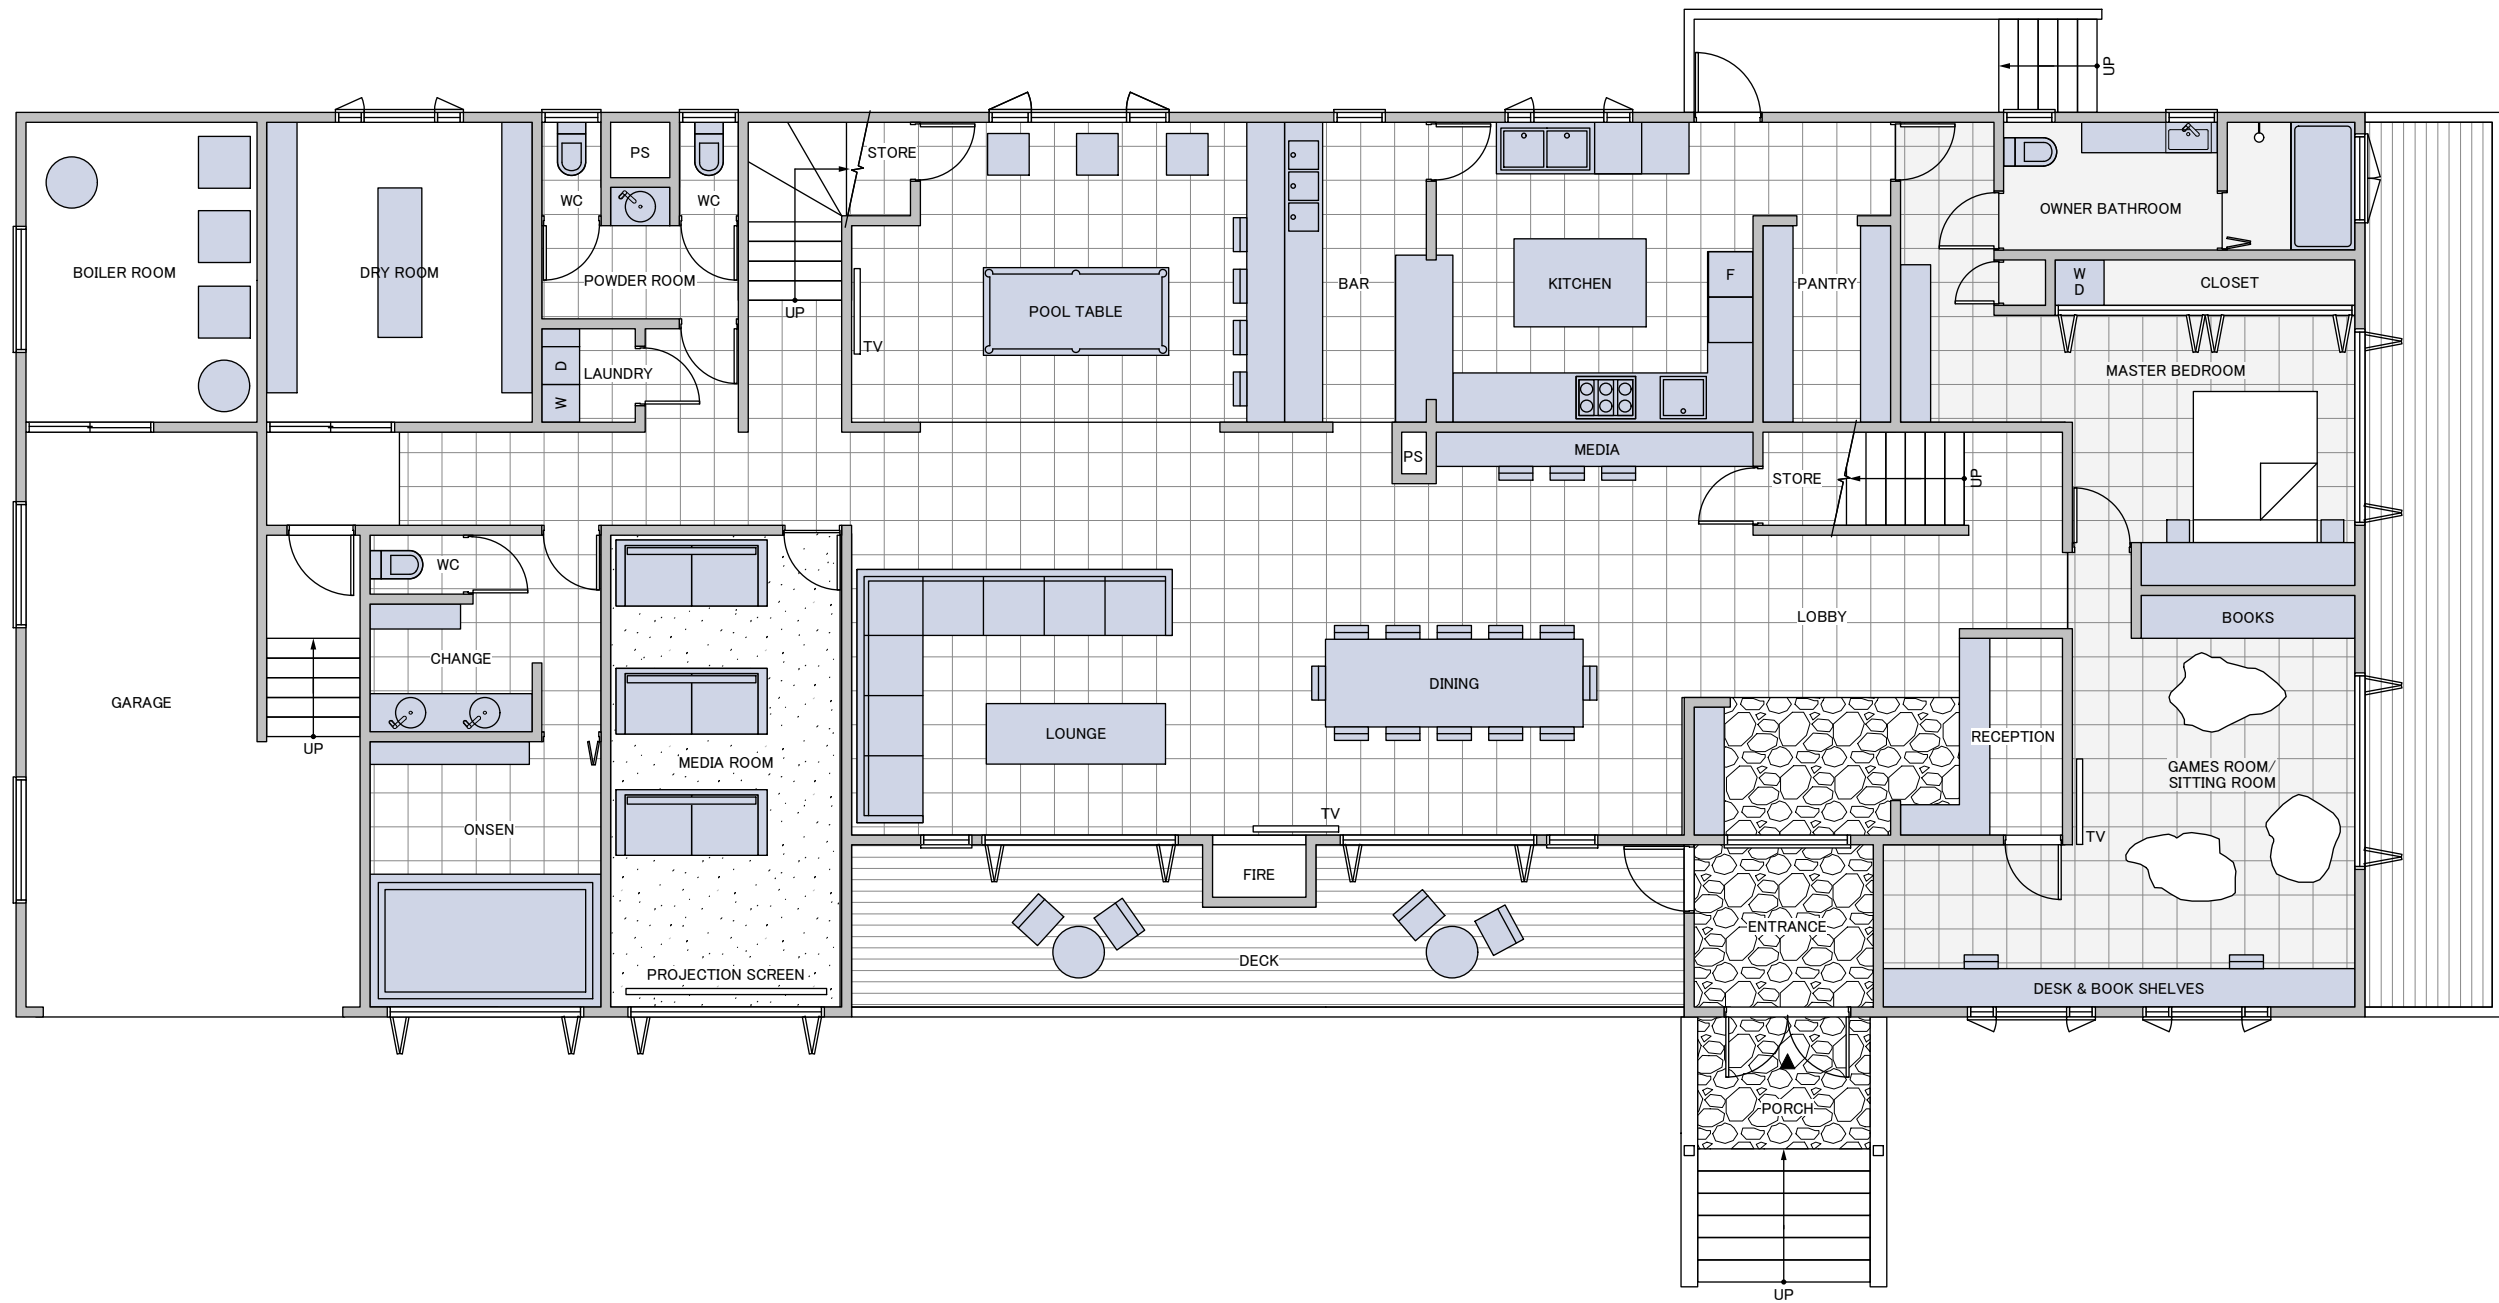 UP
STORE
PS
WC
WC
OWNER BATHROOM
BOILER ROOM
DRY ROOM
POWDER ROOM
BAR
KITCHEN
F
PANTRY
W
D
CLOSET
UP
POOL TABLE
TV
D
LAUNDRY
W
MASTER BEDROOM
MEDIA
PS
STORE
UP
WC
LOBBY
BOOKS
CHANGE
DINING
GARAGE
LOUNGE
RECEPTION
UP
MEDIA ROOM
GAMES ROOM/
SITTING ROOM
TV
ONSEN
TV
FIRE
ENTRANCE
DECK
PROJECTION SCREEN
DESK & BOOK SHELVES
PORCH
UP